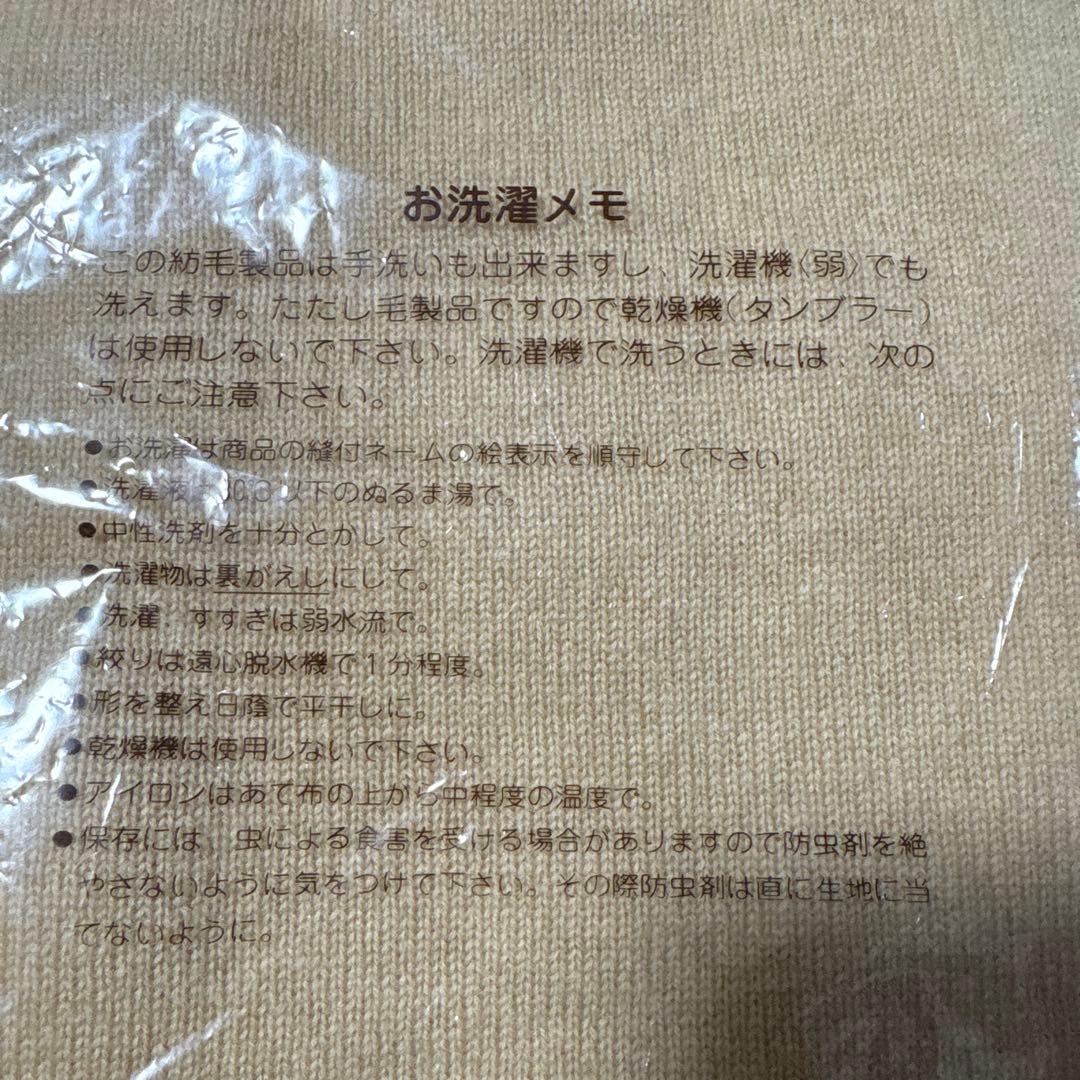 お洗濯メモ
この紡毛製品は手洗いも出来ますし、洗濯機〈弱〉でも
洗えます。ただし毛製品ですので乾燥機(タンブラー)
は使用しないで下さい。洗濯機で洗うときには、次の
点にご注意下さい。
●お洗濯は商品の縫付ネームの絵表示を順守して下さい。
●洗濯液 以下のぬるま湯で。
●中性洗剤を十分とかして。
●洗濯物は裏がえしにして。
●洗濯、すすぎは弱水流で。
●絞りは遠心脱水機で1分程度。
●形を整え日陰で平干しに。
●乾燥機は使用しないで下さい。
●アイロンはあて布の上から中程度の温度で。
●保存には、虫による食害を受ける場合がありますので防虫剤を絶
やさないように気をつけて下さい。その際防虫剤は直に生地に当
てないように。